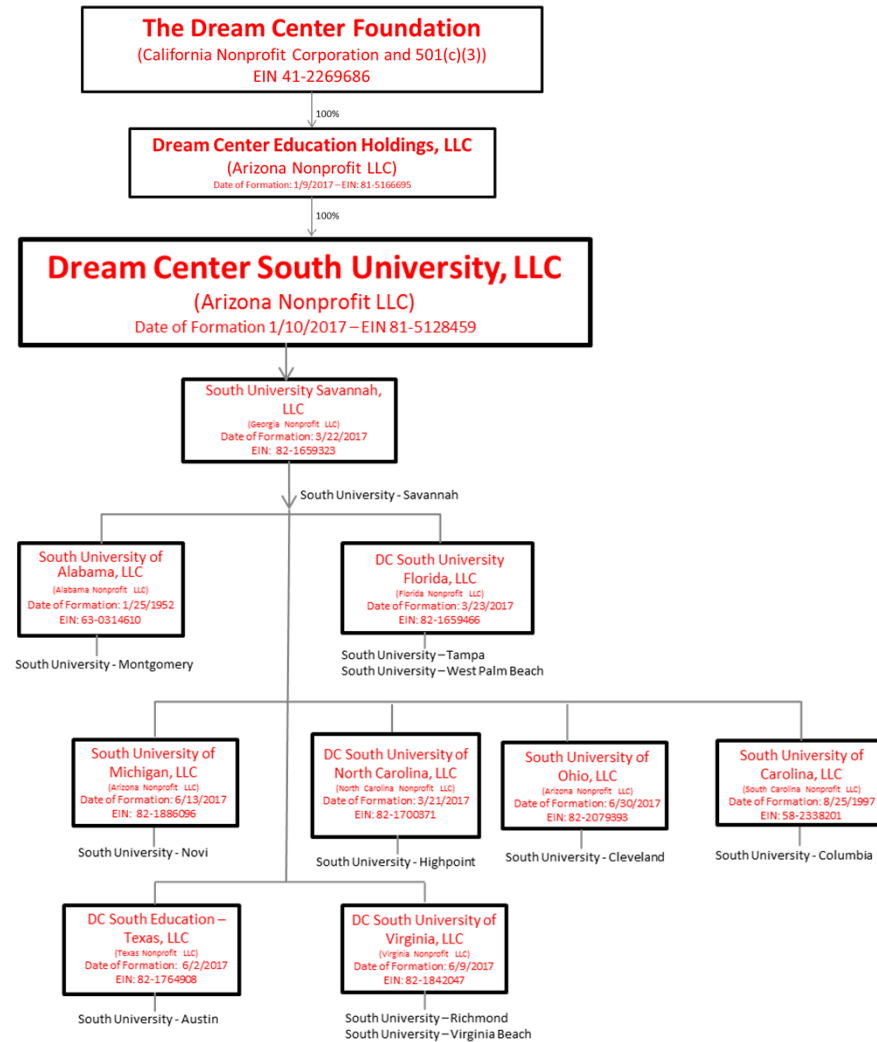 The Dream Center Foundation
(California Nonprofit Corporation and 501(c)(3))
EIN 41-2269686
100%
Dream Center Education Holdings, LLC
(Arizona Nonprofit LLC)
Date of Formation: 1/9/2017 – EIN: 81-5166695
100%
Dream Center South University, LLC
(Arizona Nonprofit LLC)
Date of Formation 1/10/2017 – EIN 81-5128459
South University Savannah,
LLC
(Georgia Nonprofit LLC)
Date of Formation: 3/22/2017
EIN: 82-1659323
South University - Savannah
South University of
Alabama, LLC
(Alabama Nonprofit LLC)
Date of Formation: 1/25/1952
EIN: 63-0314610
South University - Montgomery
DC South University
Florida, LLC
(Florida Nonprofit LLC)
Date of Formation: 3/23/2017
EIN: 82-1659466
South University – Tampa
South University – West Palm Beach
South University of
Michigan, LLC
(Arizona Nonprofit LLC)
Date of Formation: 6/13/2017
EIN: 82-1886096
South University - Novi
DC South University of
North Carolina, LLC
(North Carolina Nonprofit LLC)
Date of Formation: 3/21/2017
EIN: 82-1700371
South University - Highpoint
South University of
Ohio, LLC
(Arizona Nonprofit LLC)
Date of Formation: 6/30/2017
EIN: 82-2079393
South University - Cleveland
South University of
Carolina, LLC
(South Carolina Nonprofit LLC)
Date of Formation: 8/25/1997
EIN: 58-2338201
South University - Columbia
DC South Education –
Texas, LLC
(Texas Nonprofit LLC)
Date of Formation: 6/2/2017
EIN: 82-1764908
South University - Austin
DC South University of
Virginia, LLC
(Virginia Nonprofit LLC)
Date of Formation: 6/9/2017
EIN: 82-1842047
South University – Richmond
South University – Virginia Beach